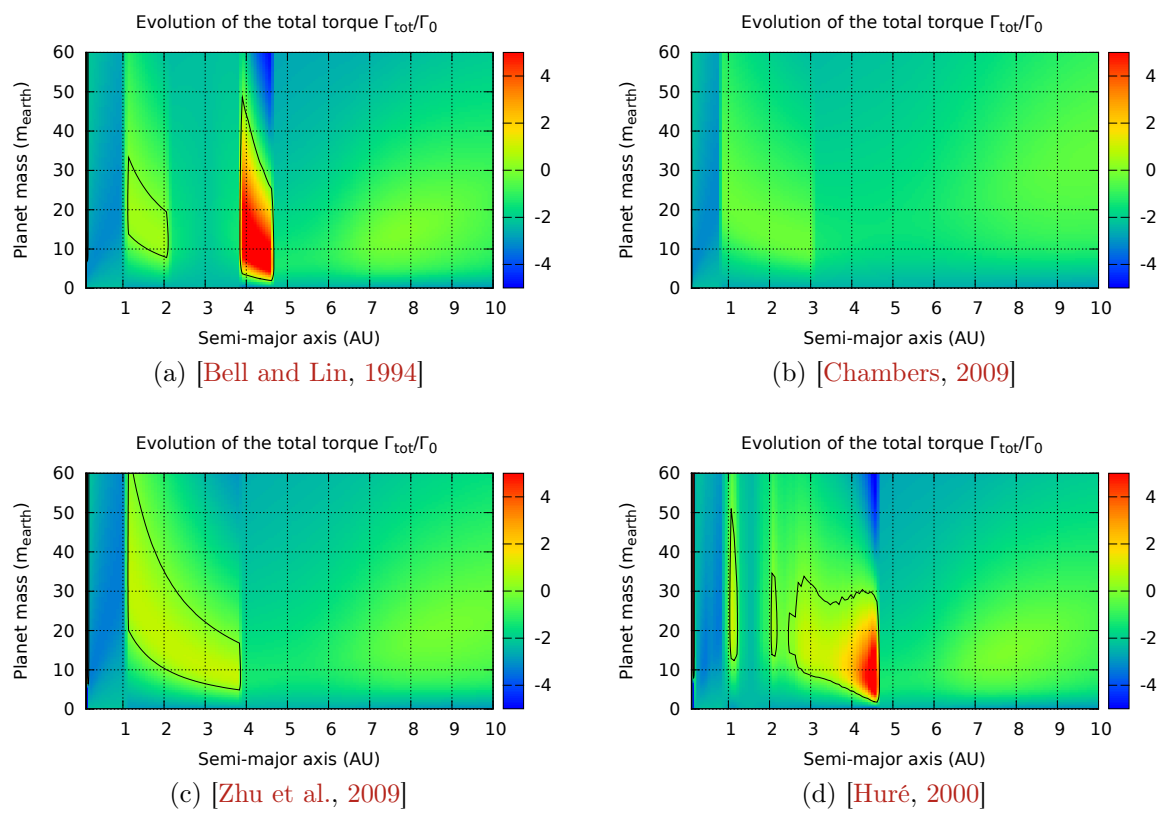 Evolution of the total torque Γtot/Γ0
Planet mass (mearth)
60
50
40
30
20
10
0
1 2 3 4 5 6 7 8 9 10
Semi-major axis (AU)
4
2
0
-2
-4
(a) [Bell and Lin, 1994]
Evolution of the total torque Γtot/Γ0
Planet mass (mearth)
60
50
40
30
20
10
0
1 2 3 4 5 6 7 8 9 10
Semi-major axis (AU)
4
2
0
-2
-4
(b) [Chambers, 2009]
Evolution of the total torque Γtot/Γ0
Planet mass (mearth)
60
50
40
30
20
10
0
1 2 3 4 5 6 7 8 9 10
Semi-major axis (AU)
4
2
0
-2
-4
(c) [Zhu et al., 2009]
Evolution of the total torque Γtot/Γ0
Planet mass (mearth)
60
50
40
30
20
10
0
1 2 3 4 5 6 7 8 9 10
Semi-major axis (AU)
4
2
0
-2
-4
(d) [Huré, 2000]